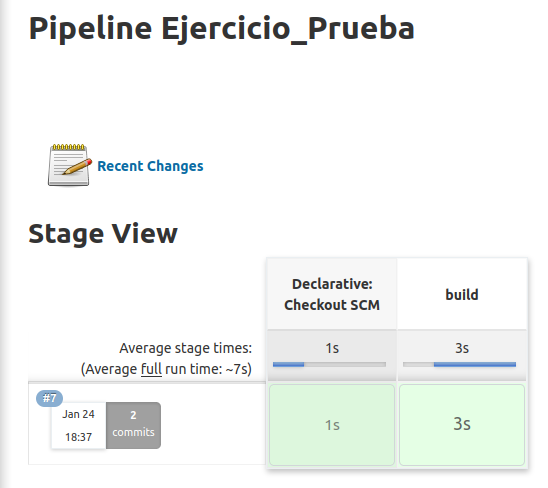 Pipeline Ejercicio_Prueba
Recent Changes
Stage View
Declarative:
Checkout SCM
build
Average stage times:
(Average full run time: ~7s)
1s
3s
#7
Jan 24
18:37
2
commits
1s
3s